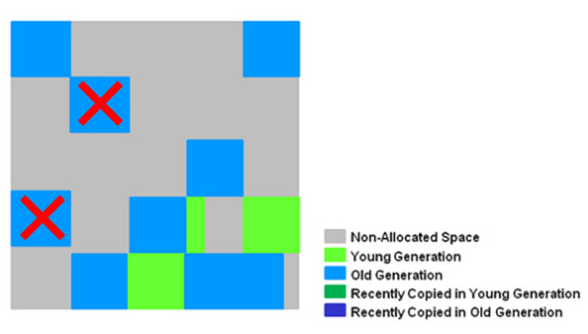 Non-Allocated Space
Young Generation
Old Generation
Recently Copied in Young Generation
Recently Copied in Old Generation